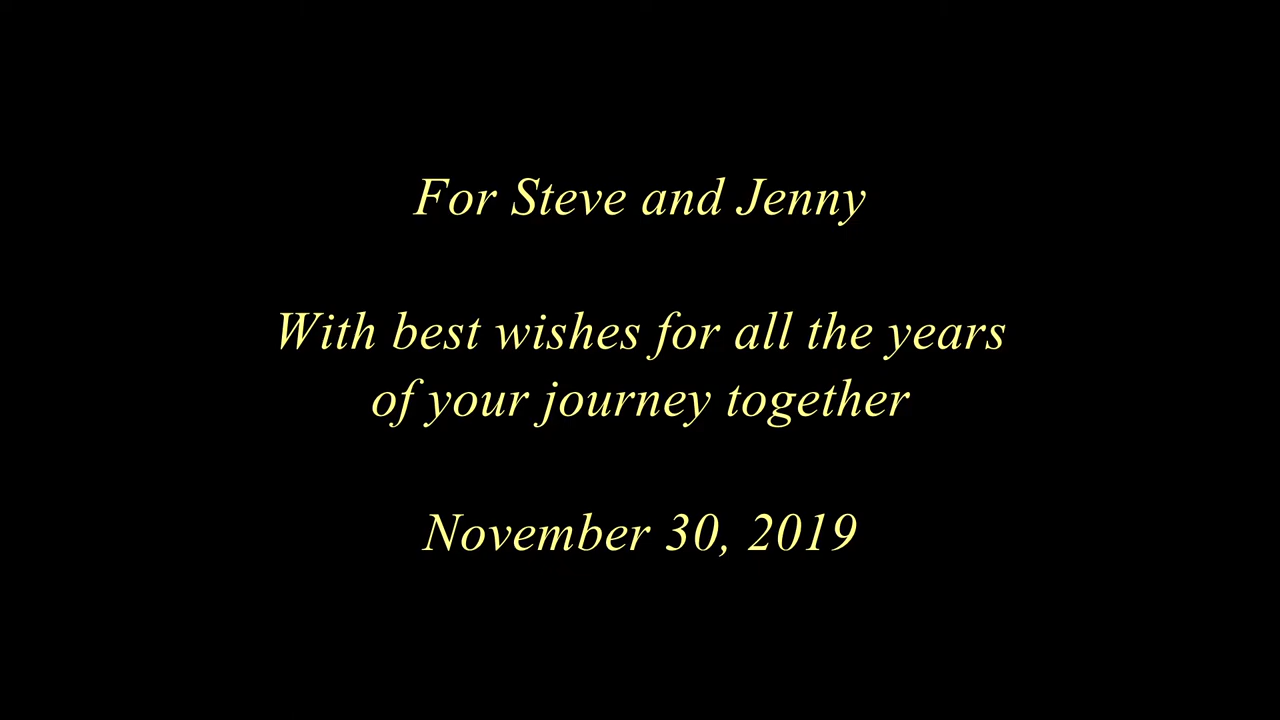 For Steve and Jenny
With best wishes for all the years
of your journey together
November 30, 2019